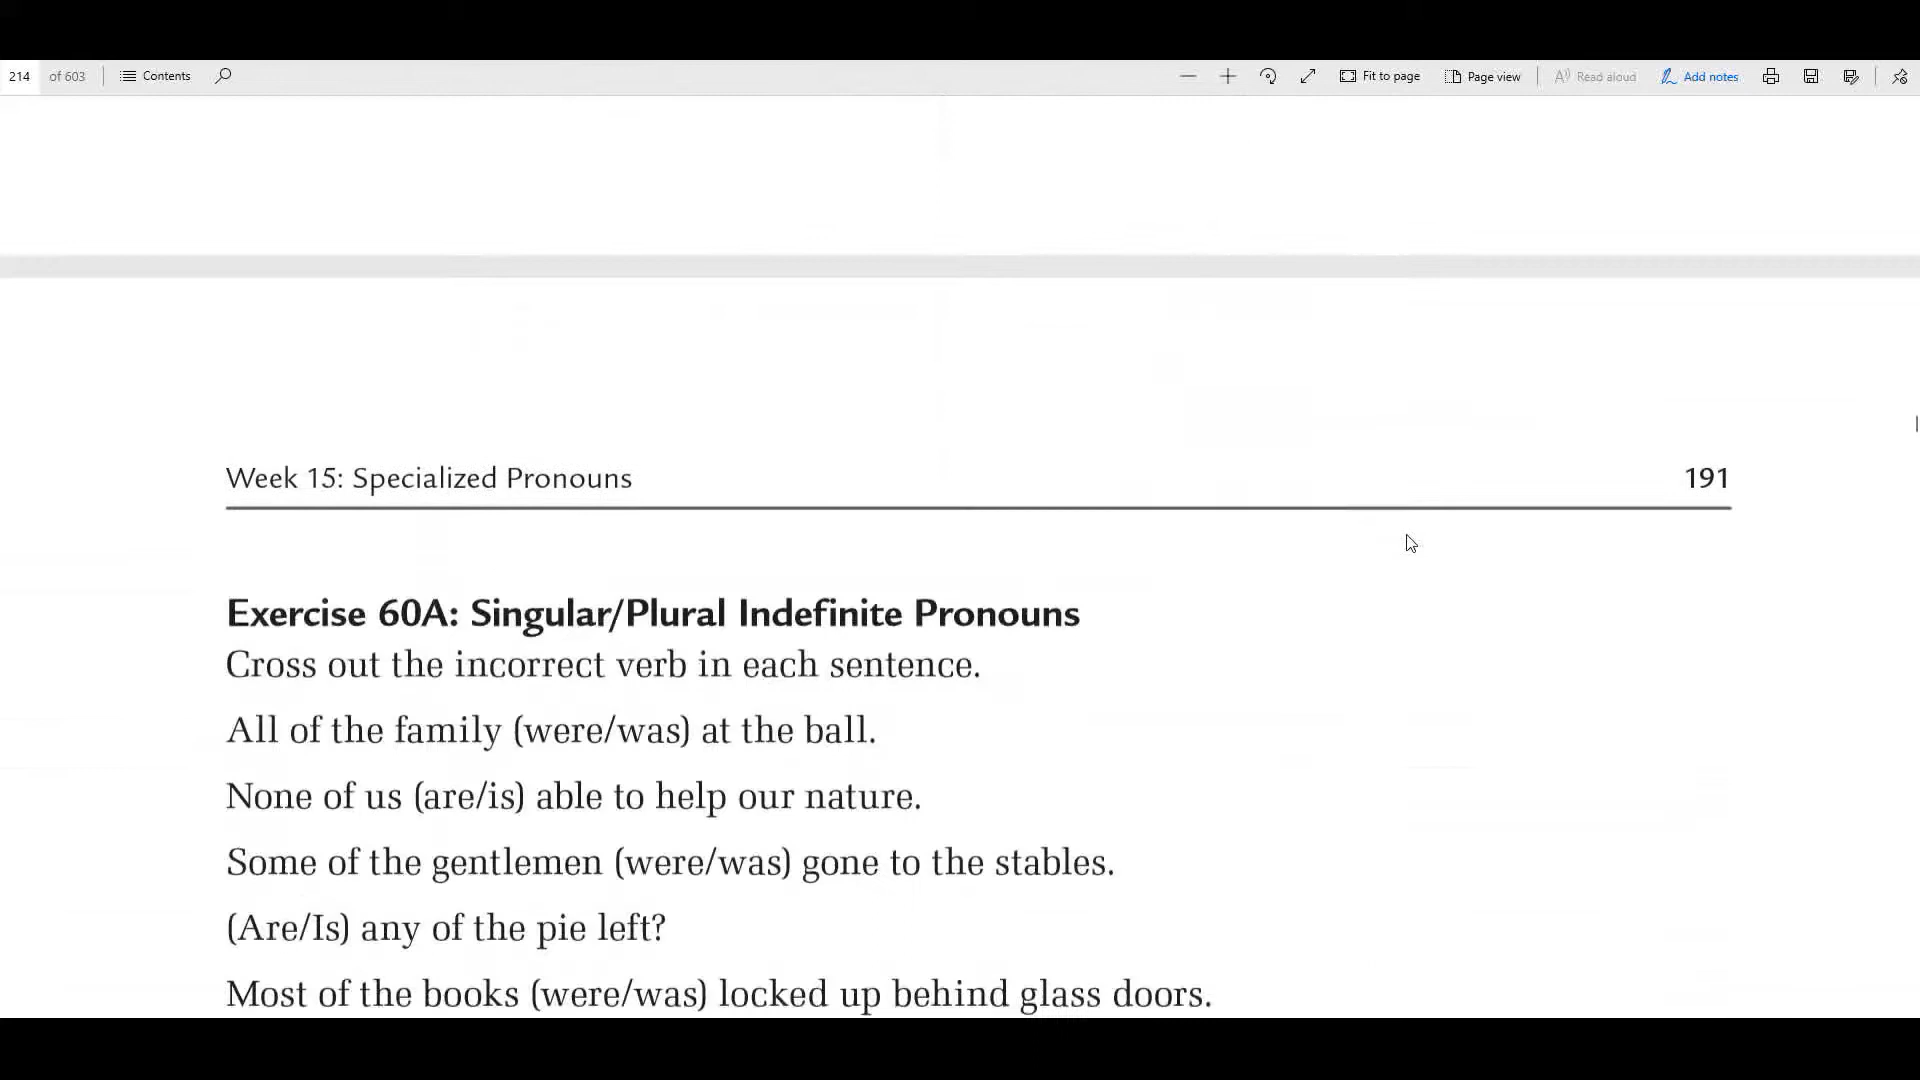 214 of 603 Contents Fit to page Page view Read aloud Add notes
Week 15: Specialized Pronouns 191
Exercise 60A: Singular/Plural Indefinite Pronouns
Cross out the incorrect verb in each sentence.
All of the family (were/was) at the ball.
None of us (are/is) able to help our nature.
Some of the gentlemen (were/was) gone to the stables.
(Are/Is) any of the pie left?
Most of the books (were/was) locked up behind glass doors.